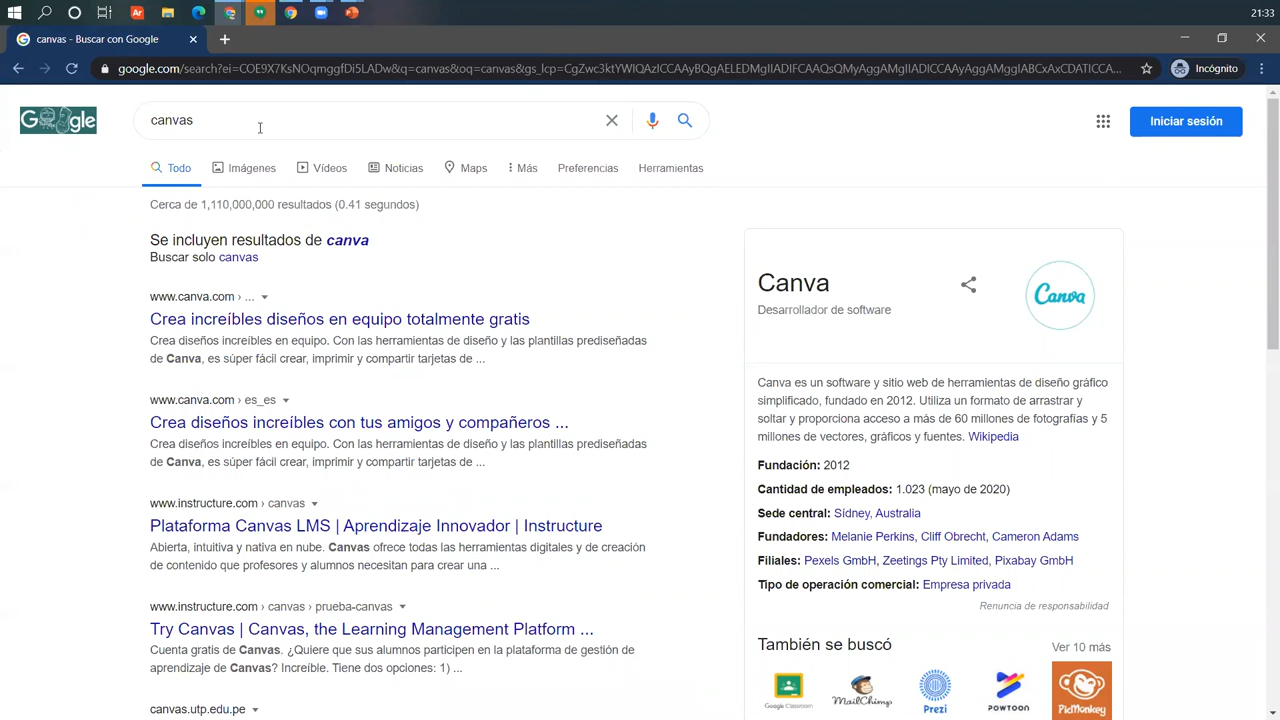 21:33
canvas - Buscar con Google
google.com/search?ei=COE9X7KsNOqmggfDi5LADw&q=canvas&oq=canvas&gs_lcp=CgZwc3ktYWIQAzICCAAyBQgAELEDMgIIADIFCAAQsQMyAggAMgIIADICCAAyAggAMggIABCxAxCDATICCAA...
Incógnito
Google
canvas
Iniciar sesión
Todo Imágenes Vídeos Noticias Maps Más Preferencias Herramientas
Cerca de 1,110,000,000 resultados (0.41 segundos)
Se incluyen resultados de canva
Buscar solo canvas
www.canva.com › ...
Crea increíbles diseños en equipo totalmente gratis
Crea diseños increíbles en equipo. Con las herramientas de diseño y las plantillas prediseñadas
de Canva, es súper fácil crear, imprimir y compartir tarjetas de ...
www.canva.com › es_es
Crea diseños increíbles con tus amigos y compañeros ...
Crea diseños increíbles en equipo. Con las herramientas de diseño y las plantillas prediseñadas
de Canva, es súper fácil crear, imprimir y compartir tarjetas de ...
www.instructure.com › canvas
Plataforma Canvas LMS | Aprendizaje Innovador | Instructure
Abierta, intuitiva y nativa en nube. Canvas ofrece todas las herramientas digitales y de creación
de contenido que profesores y alumnos necesitan para crear una ...
www.instructure.com › canvas › prueba-canvas
Try Canvas | Canvas, the Learning Management Platform ...
Cuenta gratis de Canvas. ¿Quiere que sus alumnos participen en la plataforma de gestión de
aprendizaje de Canvas? Increíble. Tiene dos opciones: 1) ...
canvas.utp.edu.pe
Canva
Desarrollador de software
Canva
Canva es un software y sitio web de herramientas de diseño gráfico
simplificado, fundado en 2012. Utiliza un formato de arrastrar y
soltar y proporciona acceso a más de 60 millones de fotografías y 5
millones de vectores, gráficos y fuentes. Wikipedia
Fundación: 2012
Cantidad de empleados: 1.023 (mayo de 2020)
Sede central: Sídney, Australia
Fundadores: Melanie Perkins, Cliff Obrecht, Cameron Adams
Filiales: Pexels GmbH, Zeetings Pty Limited, Pixabay GmbH
Tipo de operación comercial: Empresa privada
Renuncia de responsabilidad
También se buscó
Ver 10 más
Google Classroom
MailChimp
Prezi
POWTOON
PicMonkey